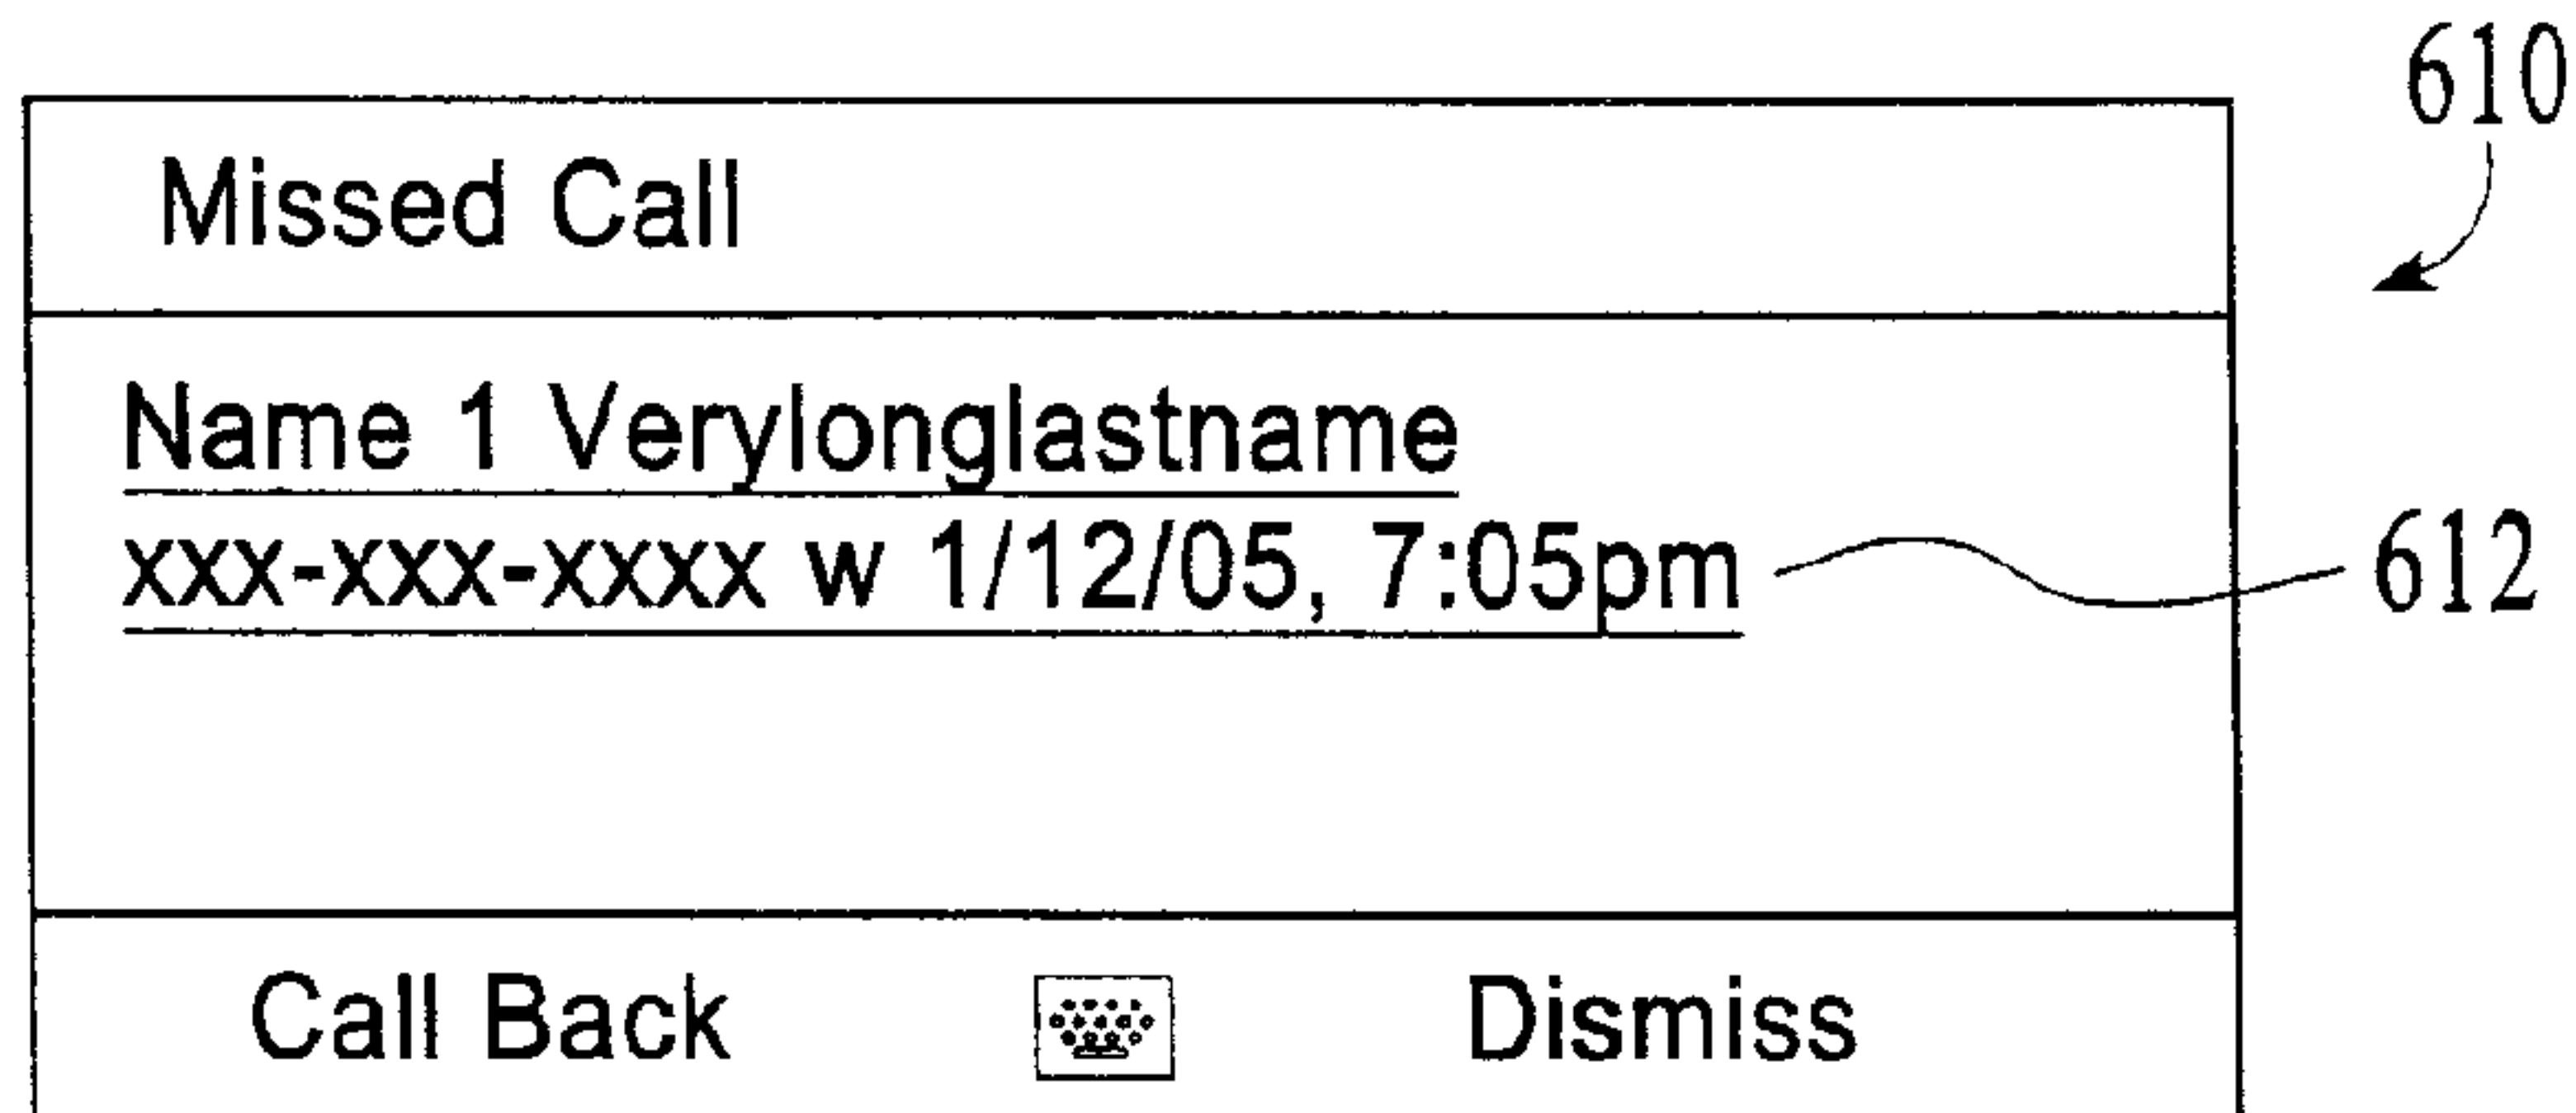 610
Missed Call
Name 1 Verylonglastname
xxx-xxx-xxxx w 1/12/05, 7:05pm
612
Call Back
Dismiss